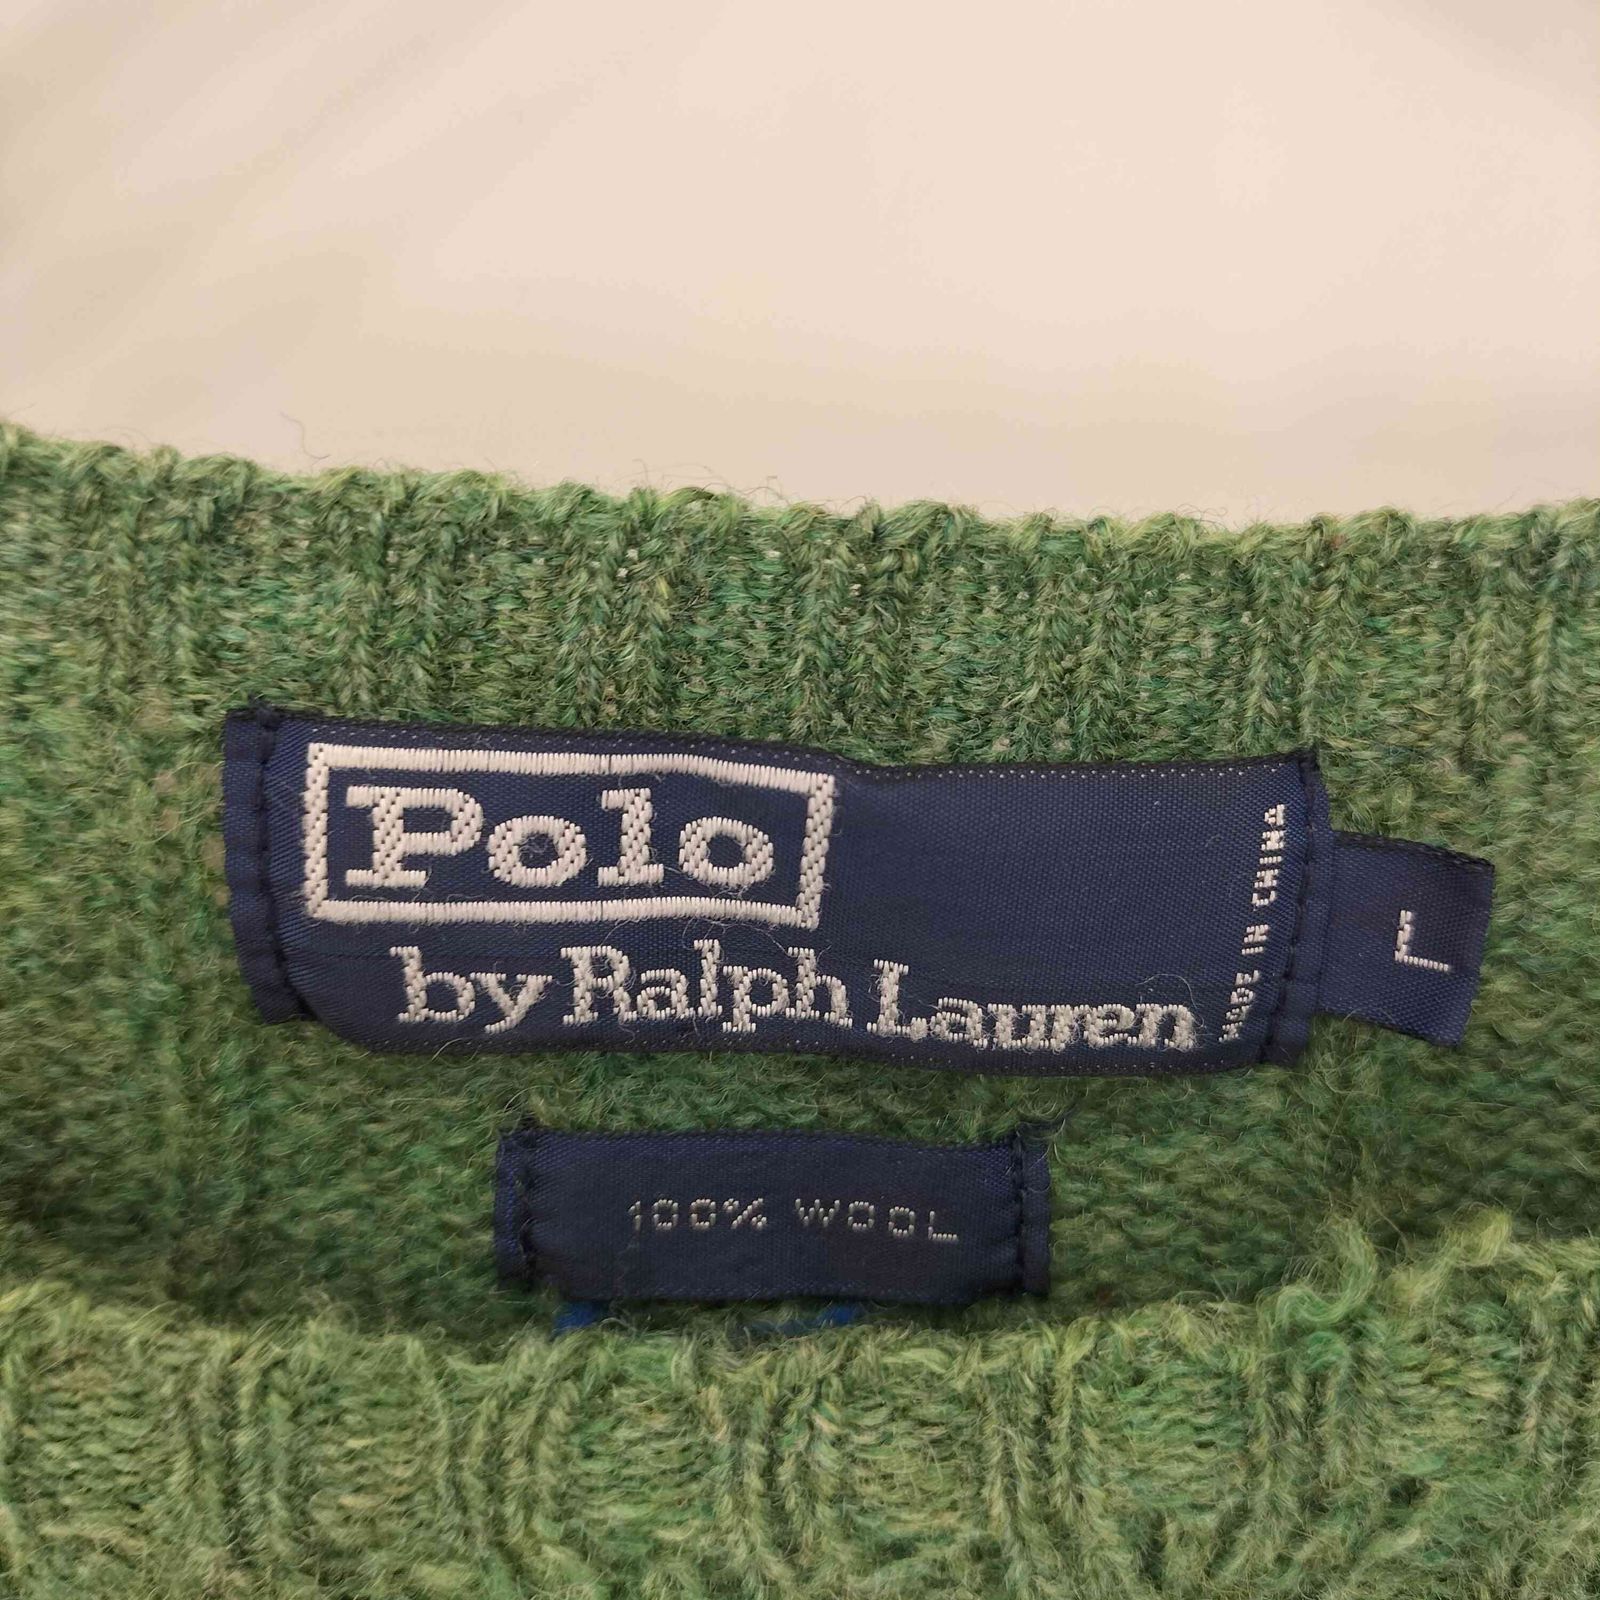 Polo
by Ralph Lauren
MADE IN CHINA
L
100% WOOL